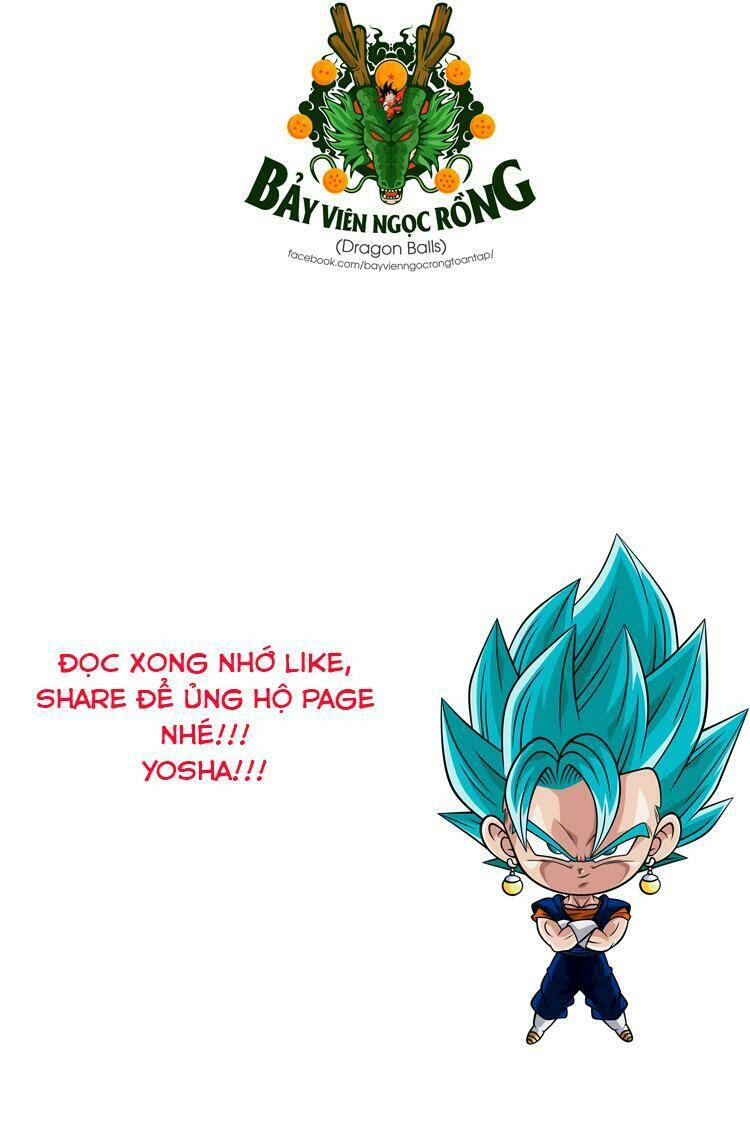 BẢY VIÊN NGỌC RỒNG
(Dragon Balls)
facebook.com/bayvienngocrongtoantap/
ĐỌC XONG NHỚ LIKE,
SHARE ĐỂ ỦNG HỘ PAGE
NHÉ!!!
YOSHA!!!